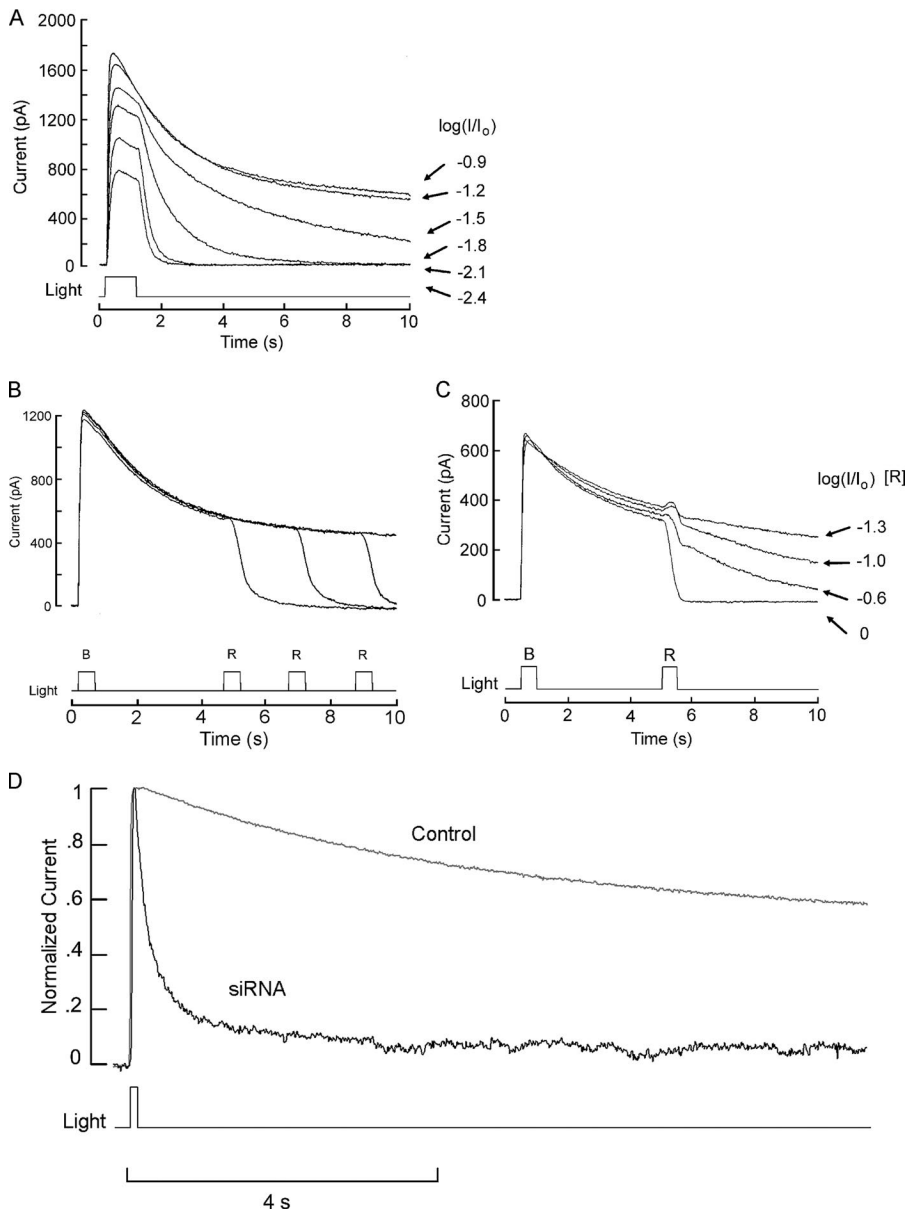 A
2000
1600
1200
800
400
0
Current (pA)
log(I/Io)
-0.9
-1.2
-1.5
-1.8
-2.1
-2.4
Light
0 2 4 6 8 10
Time (s)
B
1200
800
400
0
Current (pA)
B R R R
Light
0 2 4 6 8 10
Time (s)
C
800
600
400
200
0
Current (pA)
log(I/Io) [R]
-1.3
-1.0
-0.6
0
B R
Light
0 2 4 6 8 10
Time (s)
D
1
.8
.6
.4
.2
0
Normalized Current
Control
siRNA
Light
4 s